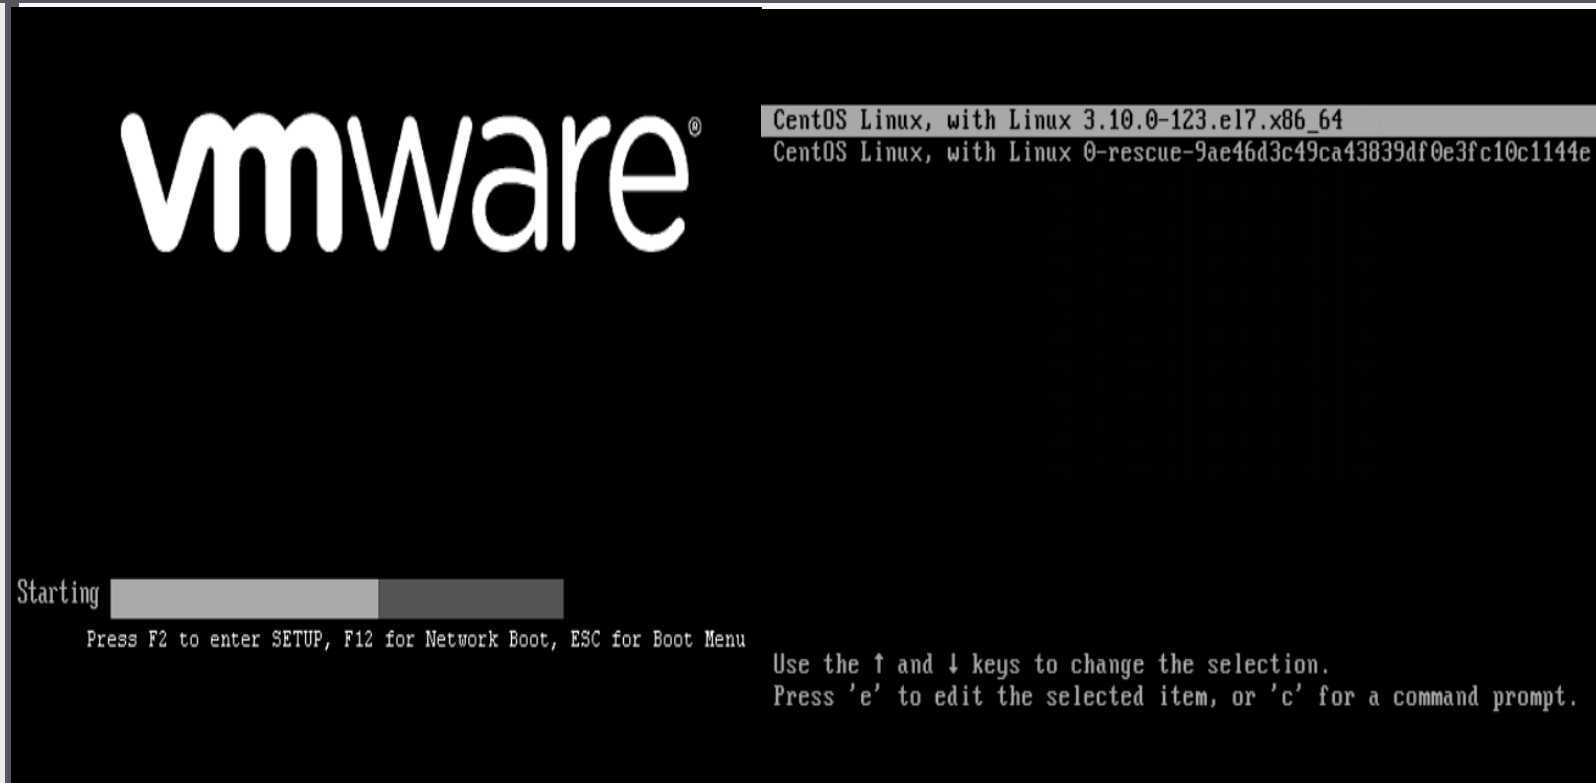 vmware®
Starting
Press F2 to enter SETUP, F12 for Network Boot, ESC for Boot Menu
CentOS Linux, with Linux 3.10.0-123.el7.x86_64
CentOS Linux, with Linux 0-rescue-9ae46d3c49ca43839df0e3fc10c1144e
Use the ↑ and ↓ keys to change the selection.
Press 'e' to edit the selected item, or 'c' for a command prompt.